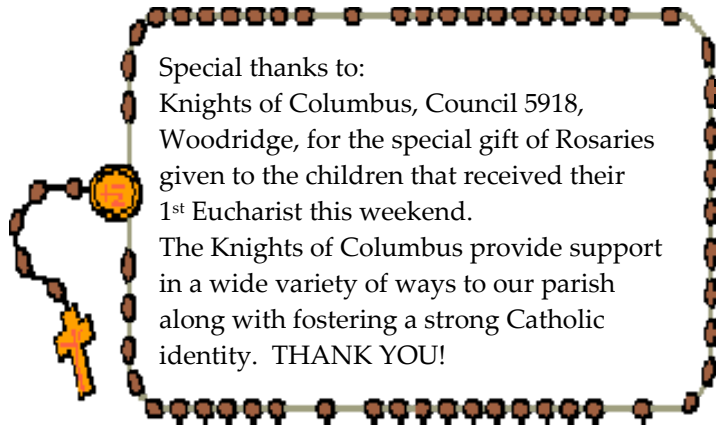 Special thanks to:
Knights of Columbus, Council 5918,
Woodridge, for the special gift of Rosaries
given to the children that received their
1st Eucharist this weekend.
The Knights of Columbus provide support
in a wide variety of ways to our parish
along with fostering a strong Catholic
identity.  THANK YOU!